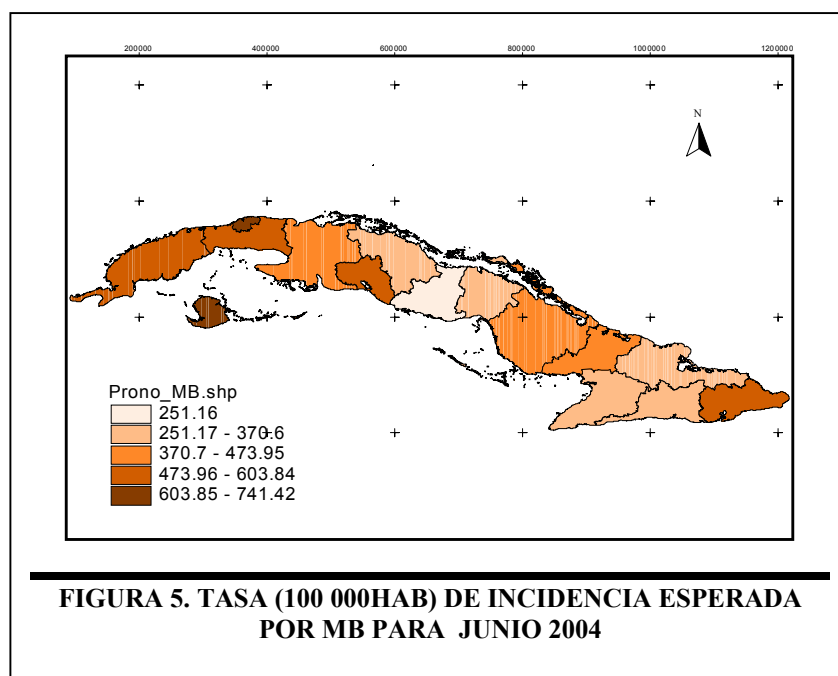 200000 400000 600000 800000 1000000 1200000
N
Prono_MB.shp
251.16
251.17 - 370.6
370.7 - 473.95
473.96 - 603.84
603.85 - 741.42
FIGURA 5. TASA (100 000HAB) DE INCIDENCIA ESPERADA
POR MB PARA JUNIO 2004